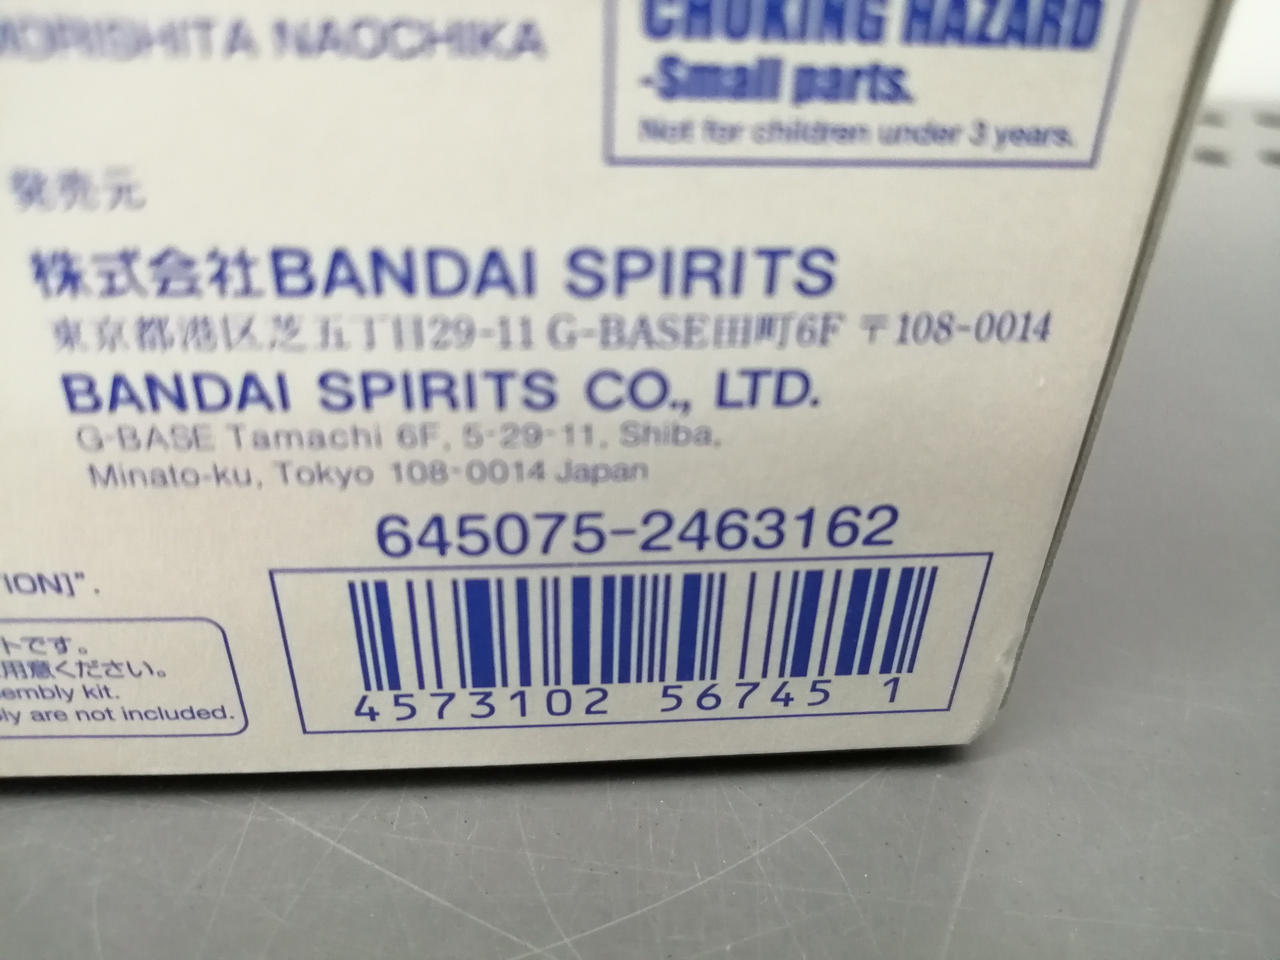 MORISHITA NAOCHIKA
CHOKING HAZARD
-Small parts.
Not for children under 3 years.
発売元
株式会社BANDAI SPIRITS
東京都港区芝五丁目29-11 G-BASE田町6F 〒108-0014
BANDAI SPIRITS CO., LTD.
G-BASE Tamachi 6F, 5-29-11, Shiba,
Minato-ku, Tokyo 108-0014 Japan
645075-2463162
4573102 56745 1
TION]".
トです。
用意ください。
embly kit.
ly are not included.